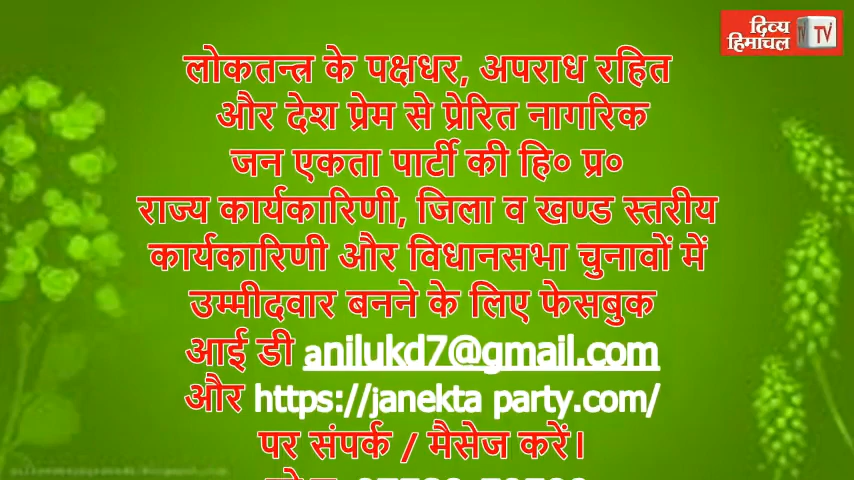 दिव्य
हिमाचल TV
लोकतन्त्र के पक्षधर, अपराध रहित
और देश प्रेम से प्रेरित नागरिक
जन एकता पार्टी की हि० प्र०
राज्य कार्यकारिणी, जिला व खण्ड स्तरीय
कार्यकारिणी और विधानसभा चुनावों में
उम्मीदवार बनने के लिए फेसबुक
आई डी anilukd7@gmail.com
और https://janekta party.com/
पर संपर्क / मैसेज करें।